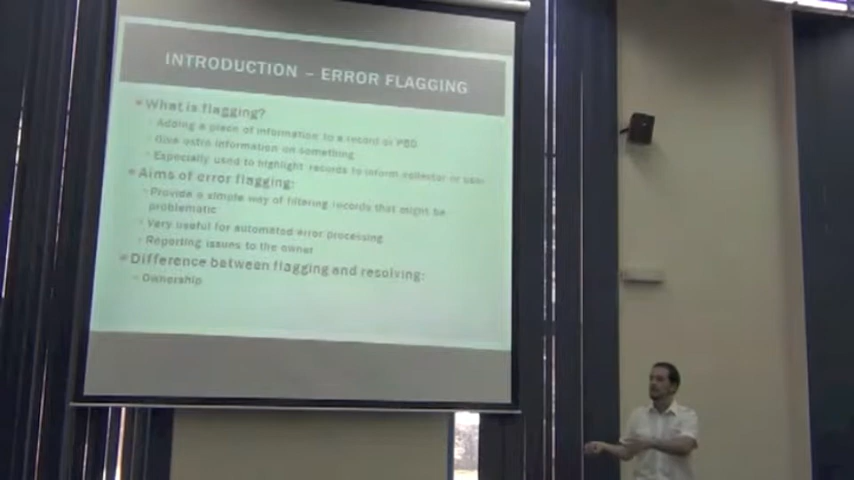 INTRODUCTION – ERROR FLAGGING
What is flagging?
Adding a piece of information to a record or PBD
Give extra information on something
Especially used to highlight records to inform collector or user
Aims of error flagging:
Provide a simple way of filtering records that might be
problematic
Very useful for automated error processing
Reporting issues to the owner
Difference between flagging and resolving:
Ownership